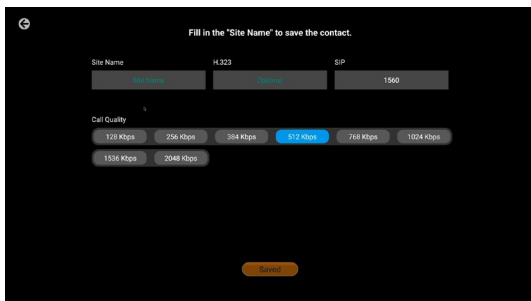 Fill in the "Site Name" to save the contact.
Site Name H.323 SIP
Site Name Optional 1560
Call Quality
128 Kbps 256 Kbps 384 Kbps 512 Kbps 768 Kbps 1024 Kbps
1536 Kbps 2048 Kbps
Saved